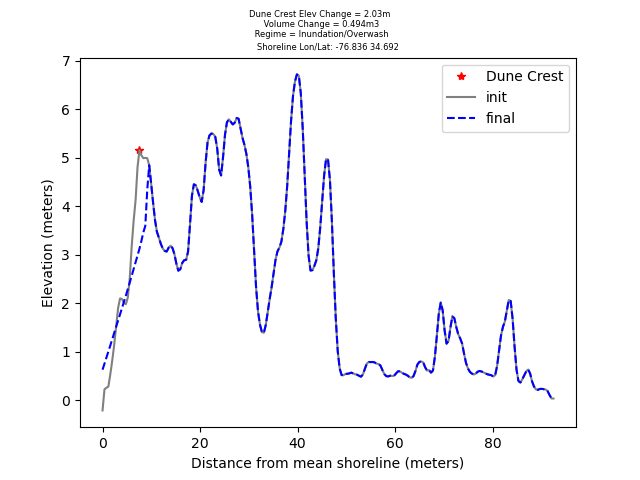 Dune Crest Elev Change = 2.03m
Volume Change = 0.494m3
Regime = Inundation/Overwash
Shoreline Lon/Lat: -76.836 34.692
Dune Crest
init
final
Elevation (meters)
7
6
5
4
3
2
1
0
0 20 40 60 80
Distance from mean shoreline (meters)